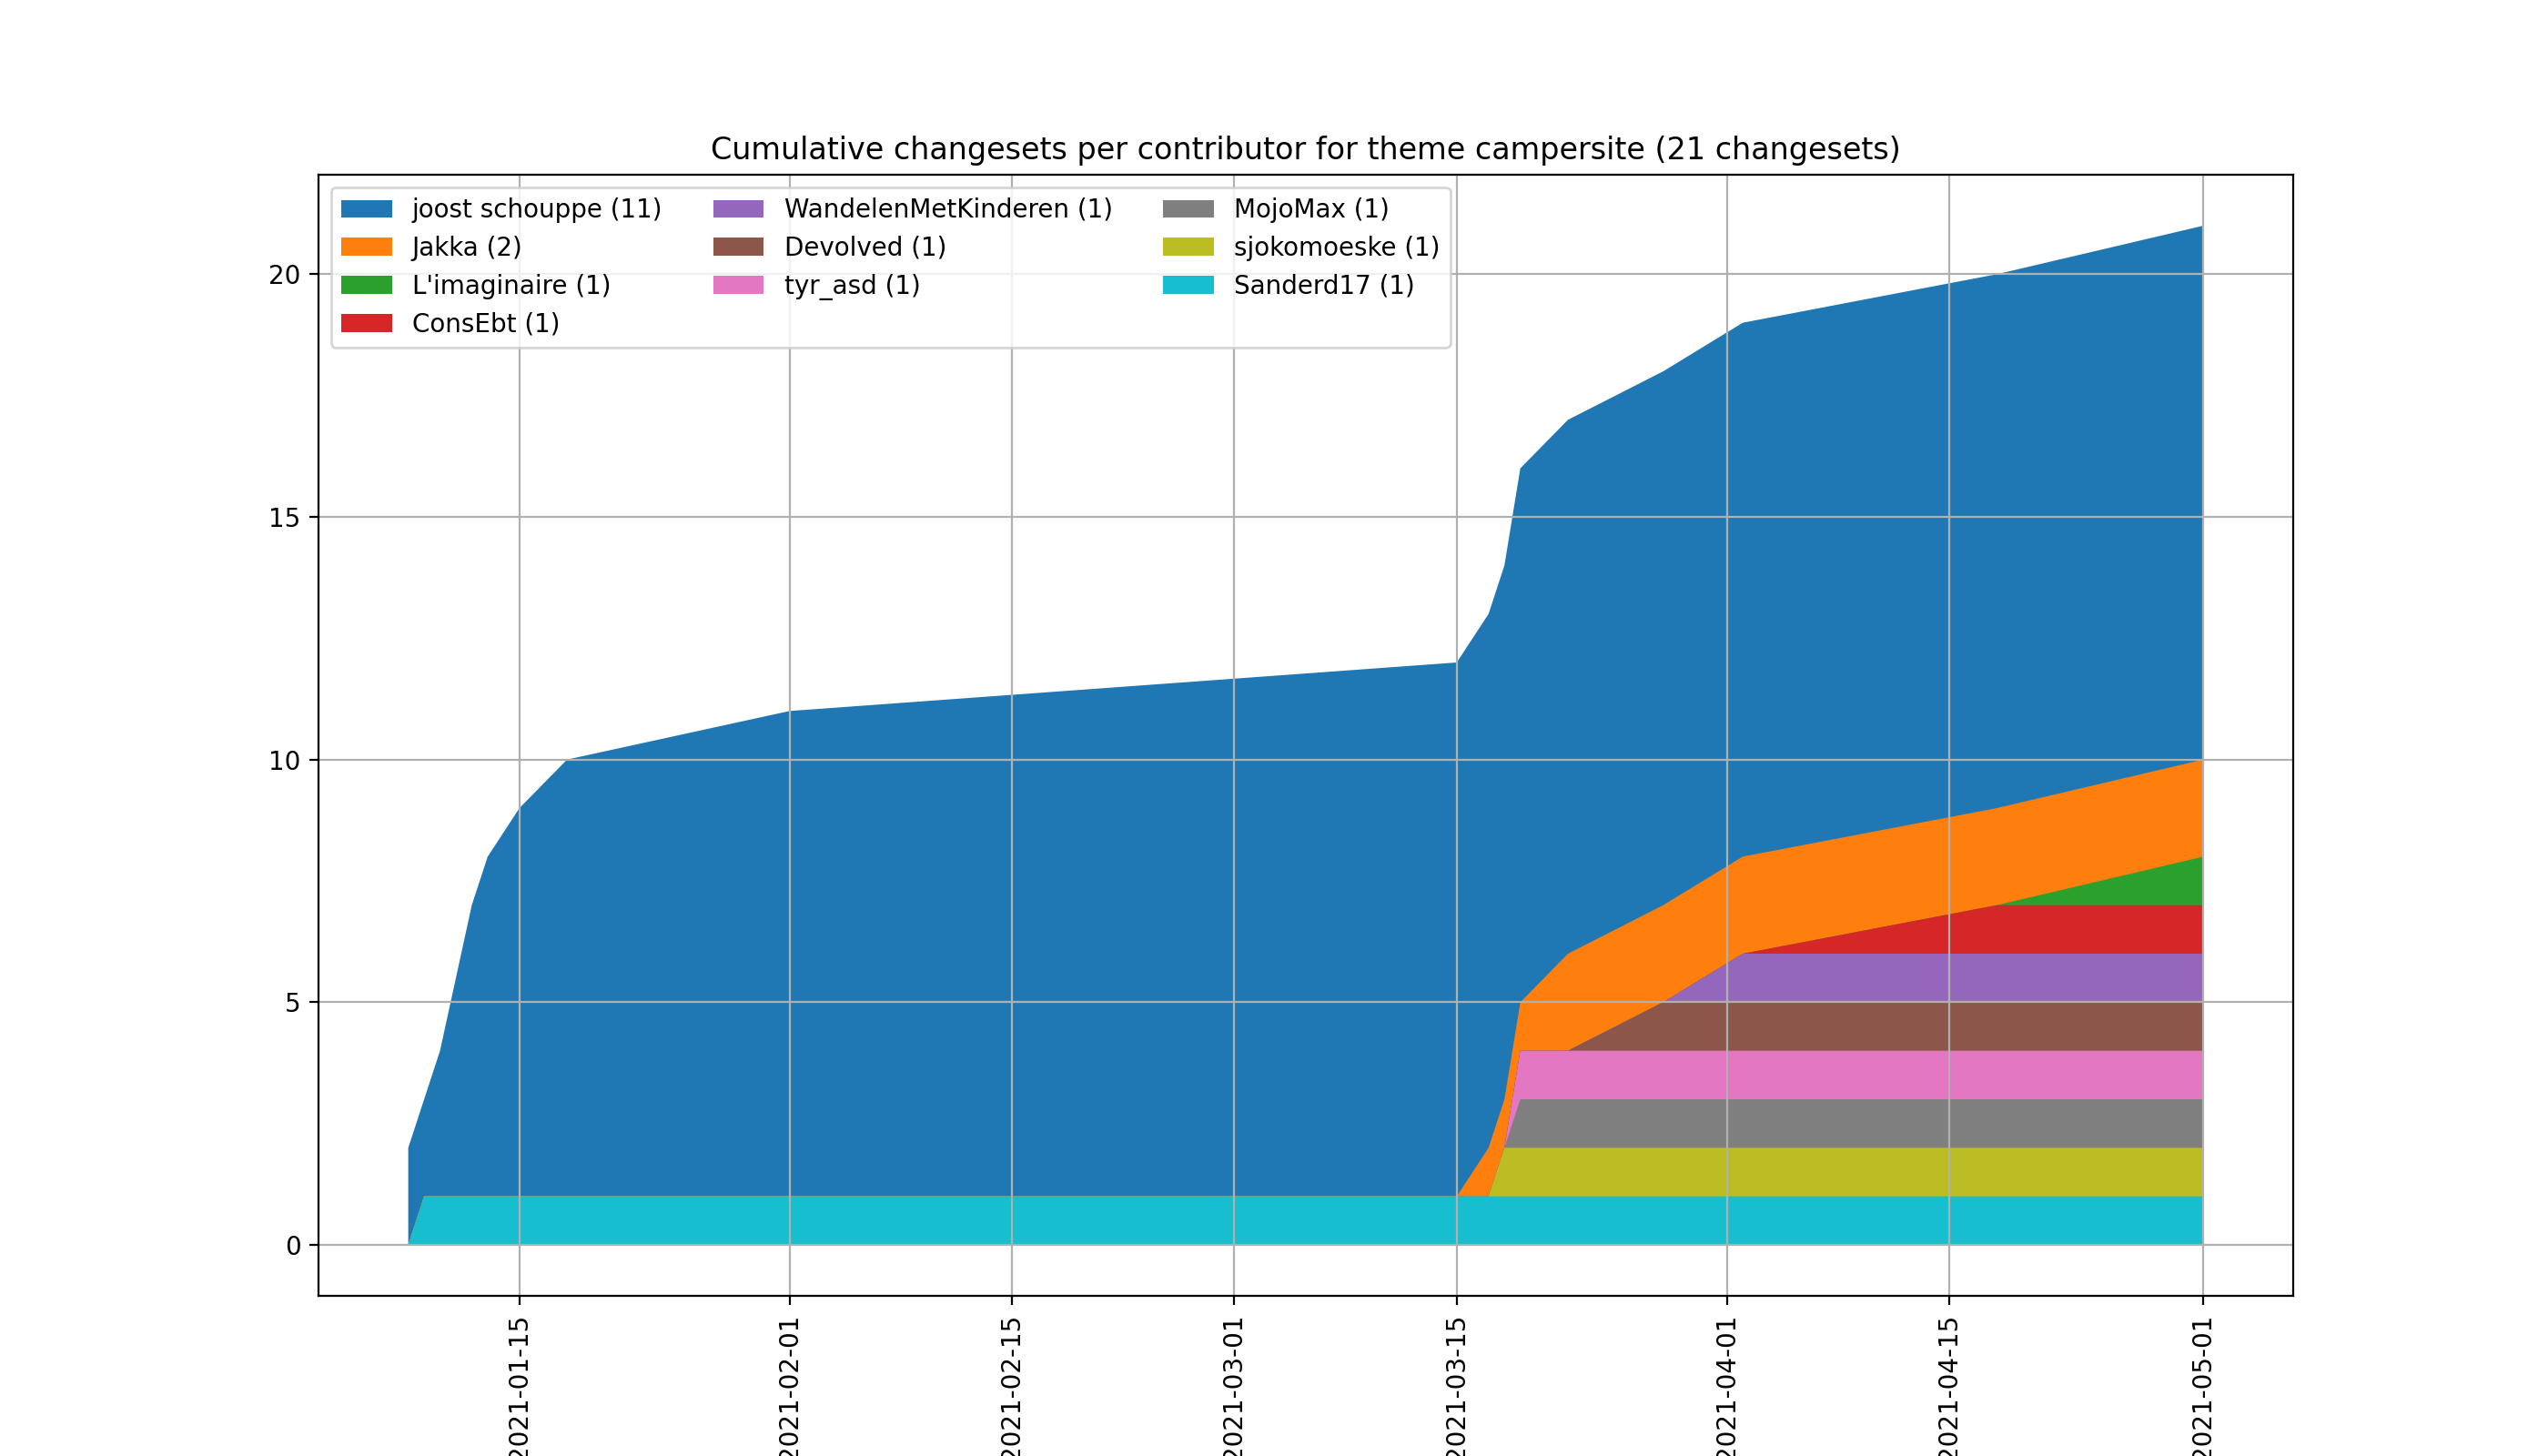 Cumulative changesets per contributor for theme campersite (21 changesets)
joost schouppe (11)
Jakka (2)
L'imaginaire (1)
ConsEbt (1)
WandelenMetKinderen (1)
Devolved (1)
tyr_asd (1)
MojoMax (1)
sjokomoeske (1)
Sanderd17 (1)
20
15
10
5
0
2021-01-15
2021-02-01
2021-02-15
2021-03-01
2021-03-15
2021-04-01
2021-04-15
2021-05-01